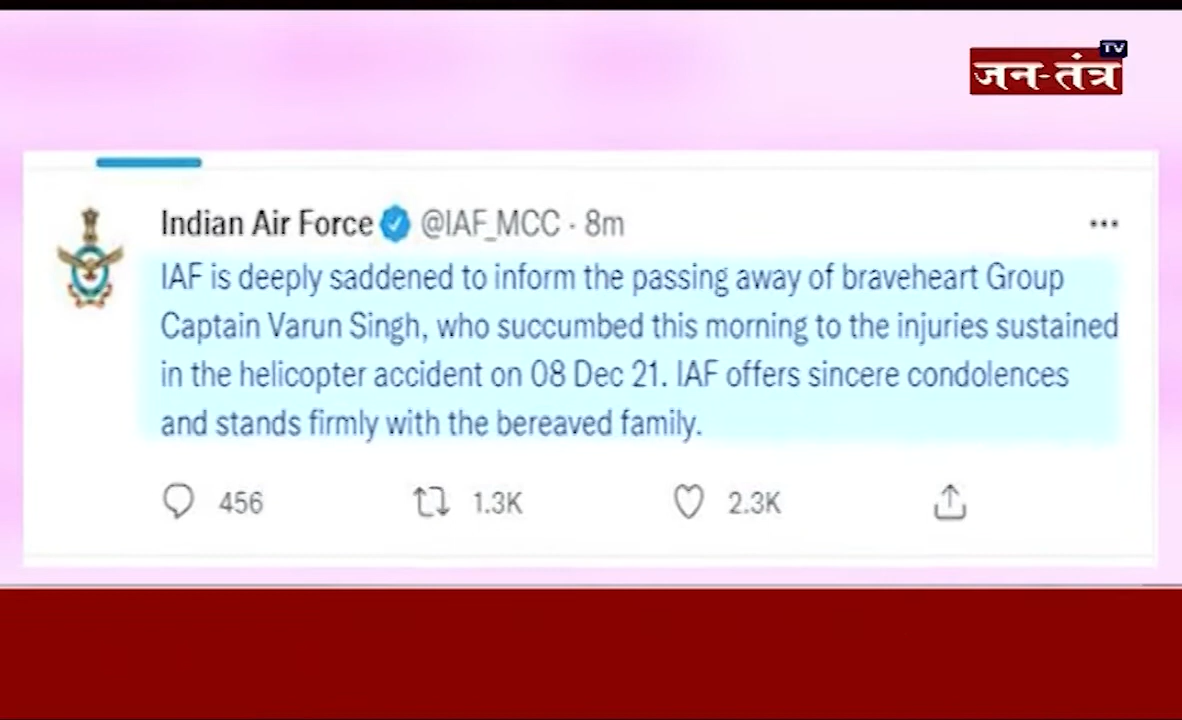 TV
जन-तंत्र
Indian Air Force @IAF_MCC · 8m
IAF is deeply saddened to inform the passing away of braveheart Group
Captain Varun Singh, who succumbed this morning to the injuries sustained
in the helicopter accident on 08 Dec 21. IAF offers sincere condolences
and stands firmly with the bereaved family.
456 1.3K 2.3K